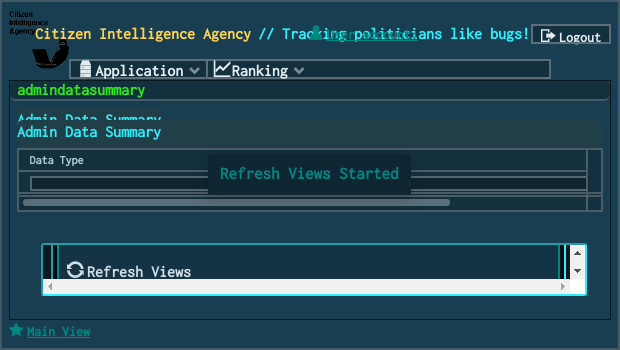 Citizen
Intelligence
Agency
Citizen Intelligence Agency // Tracking politicians like bugs!
Logout
Application
Ranking
admindatasummary
Admin Data Summary
Admin Data Summary
Data Type
Refresh Views Started
Refresh Views
Main View